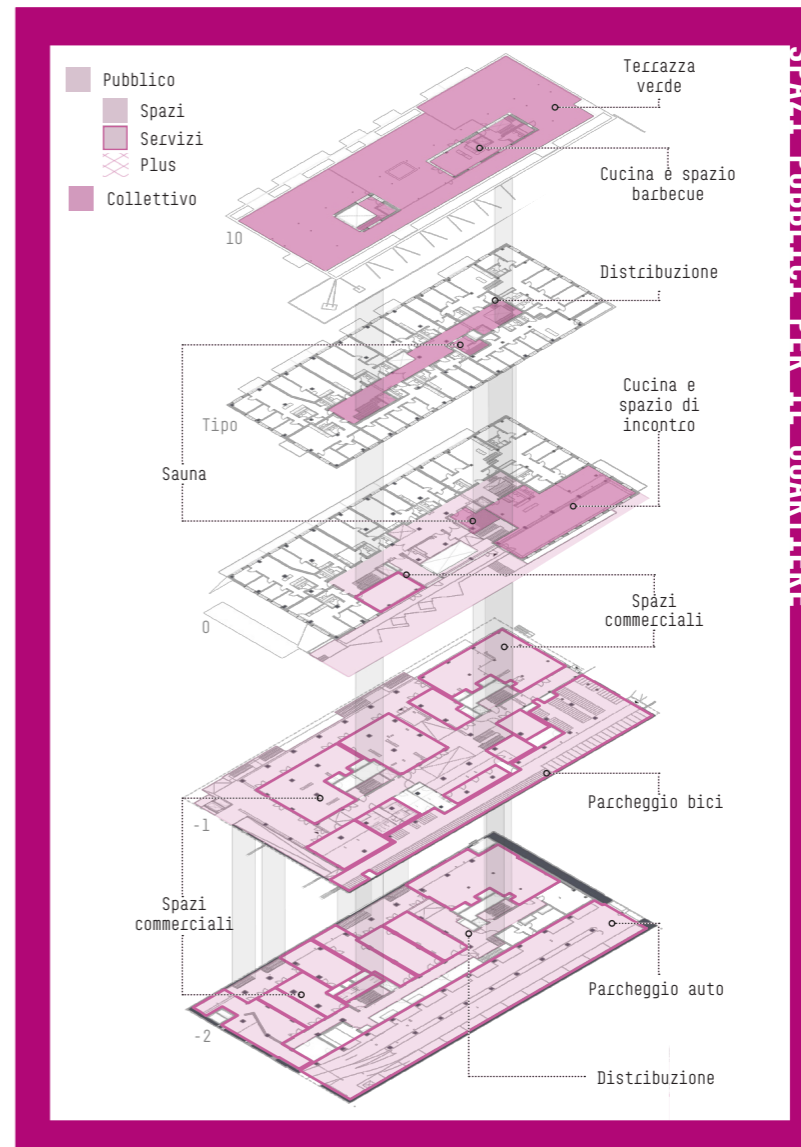 Pubblico
Spazi
Servizi
Plus
Collettivo
Terrazza
verde
Cucina e spazio
barbecue
10
Distribuzione
Cucina e
spazio di
incontro
Tipo
Sauna
Spazi
commerciali
0
Parcheggio bici
-1
Spazi
commerciali
Parcheggio auto
-2
Distribuzione